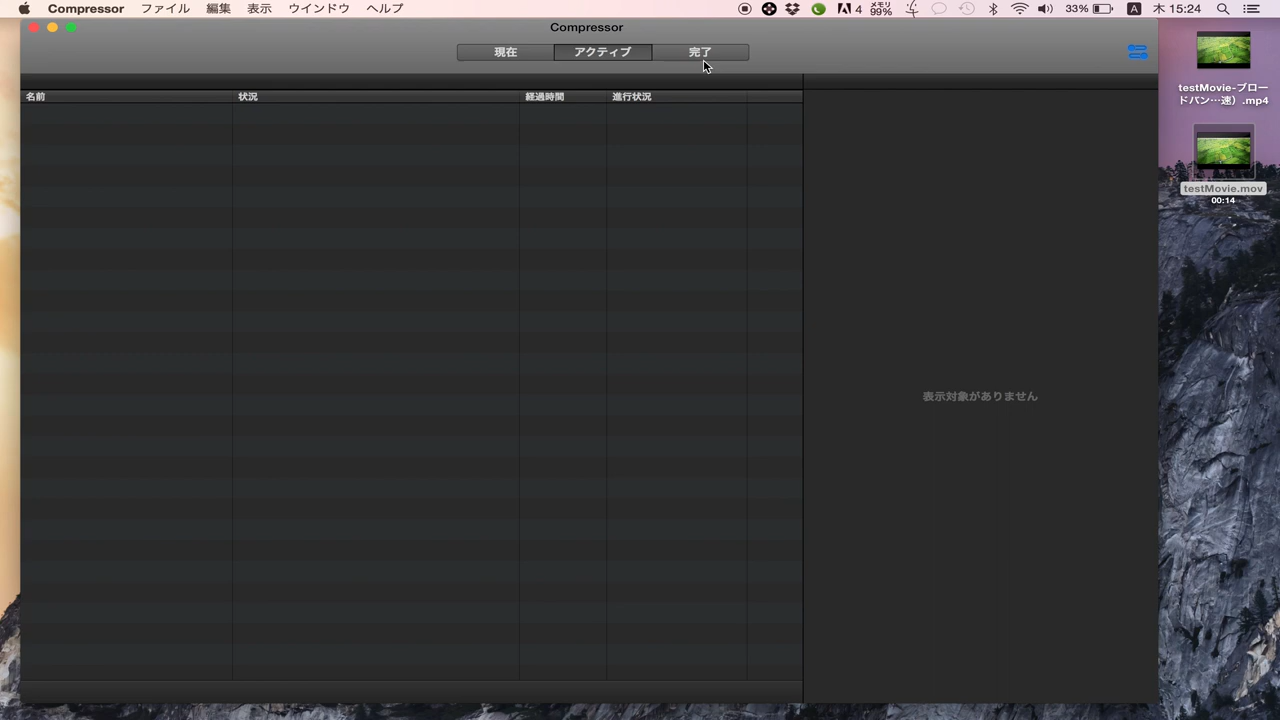 Compressor ファイル 編集 表示 ウインドウ ヘルプ 4 メモリ 99% 33% A 木 15:24
Compressor
現在 アクティブ 完了
名前 状況 経過時間 進行状況
表示対象がありません
testMovie-ブロー
ドバン…速）.mp4
testMovie.mov
00:14